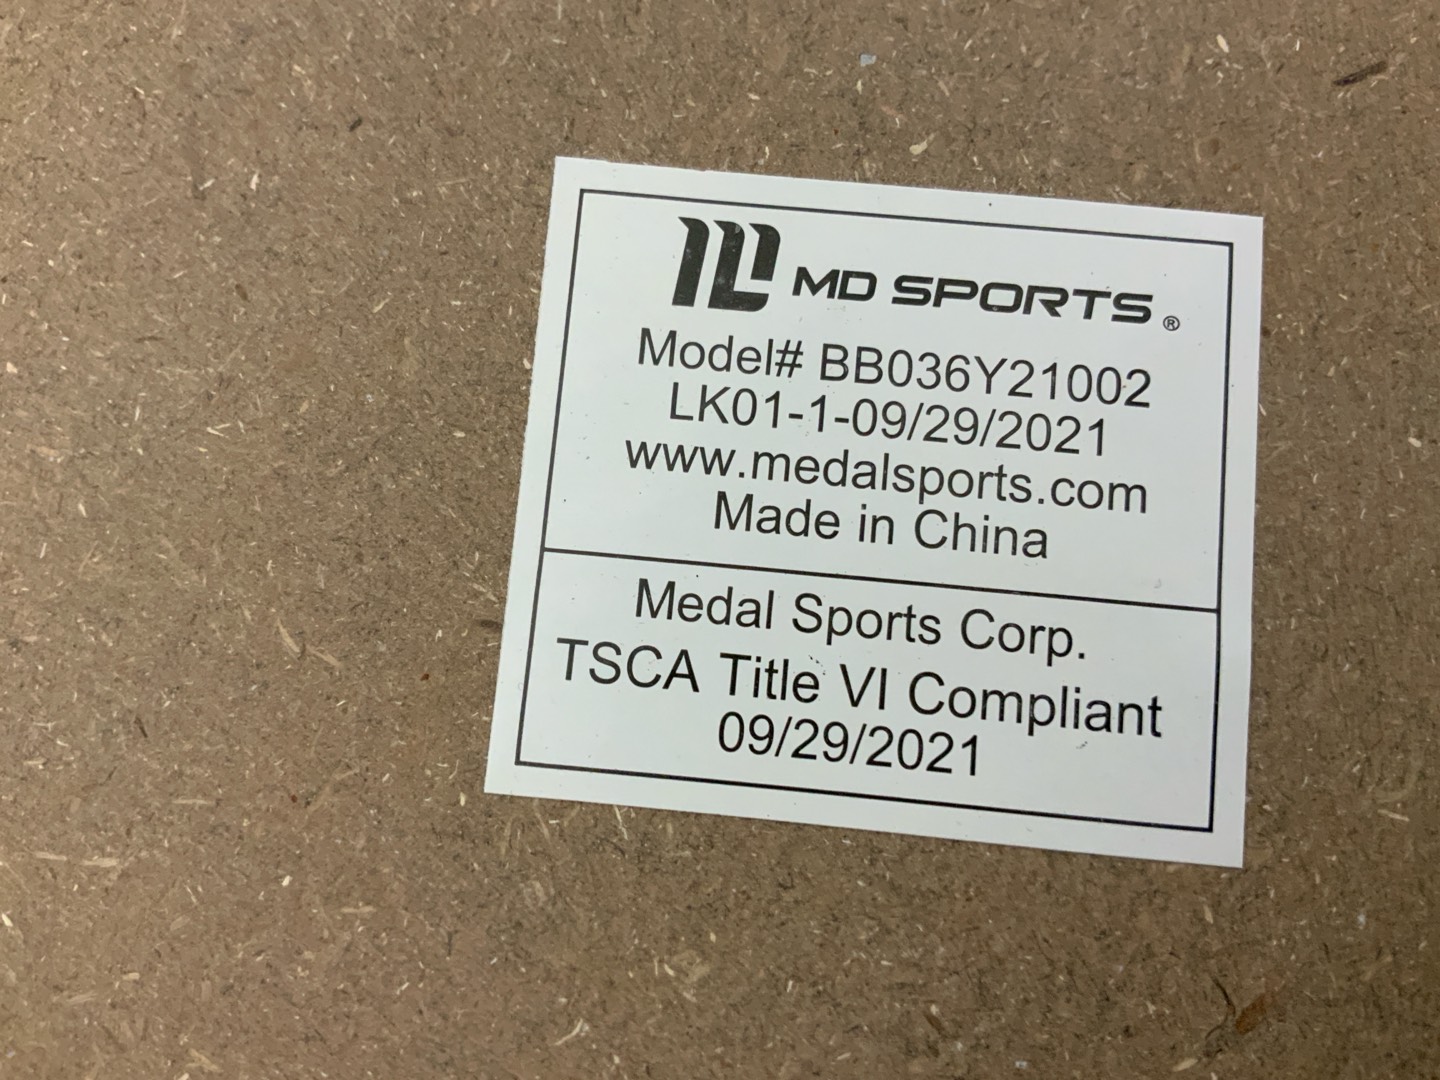 MD SPORTS®
Model# BB036Y21002
LK01-1-09/29/2021
www.medalsports.com
Made in China
Medal Sports Corp.
TSCA Title VI Compliant
09/29/2021